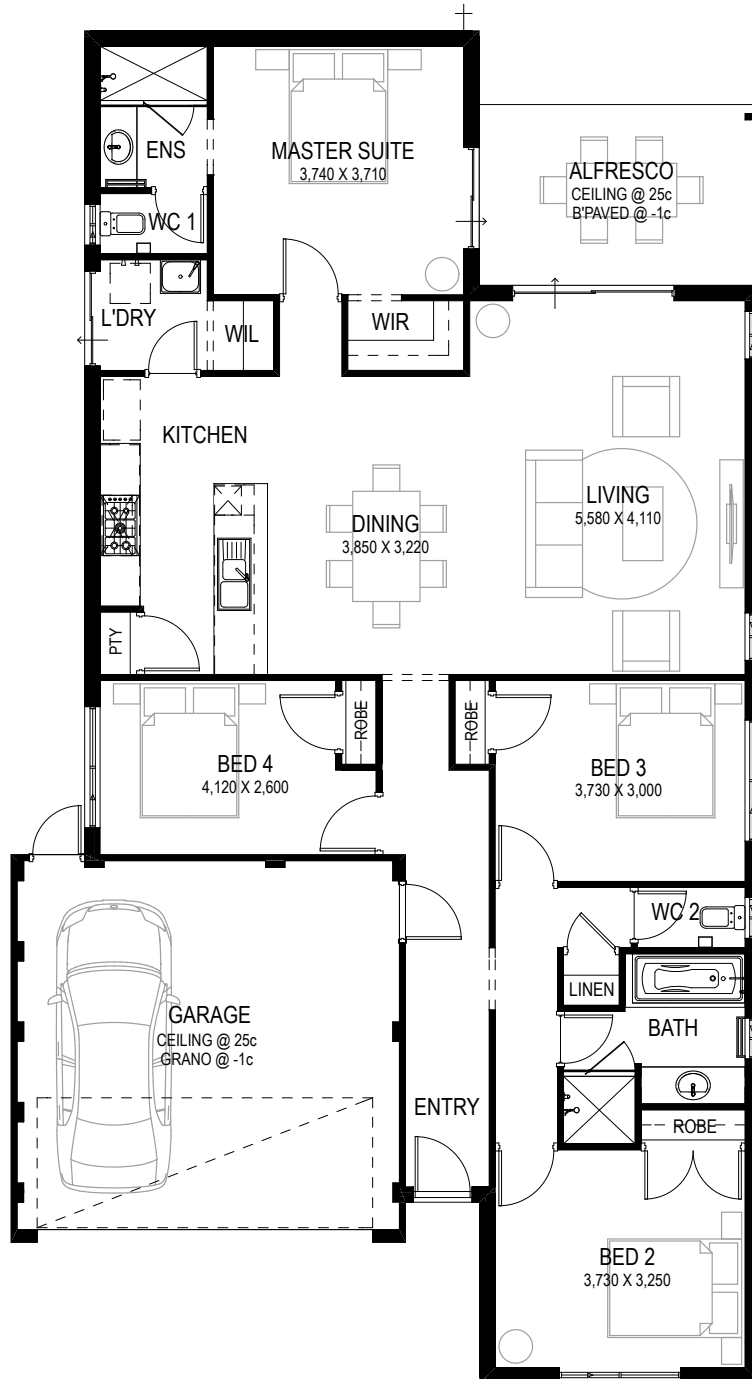 ENS
MASTER SUITE
3,740 X 3,710
ALFRESCO
CEILING @ 25c
B'PAVED @ -1c
WC 1
L'DRY
WIL
WIR
KITCHEN
LIVING
5,580 X 4,110
DINING
3,850 X 3,220
PTY
ROBE
ROBE
BED 4
4,120 X 2,600
BED 3
3,730 X 3,000
WC 2
LINEN
GARAGE
CEILING @ 25c
GRANO @ -1c
BATH
ENTRY
ROBE
BED 2
3,730 X 3,250